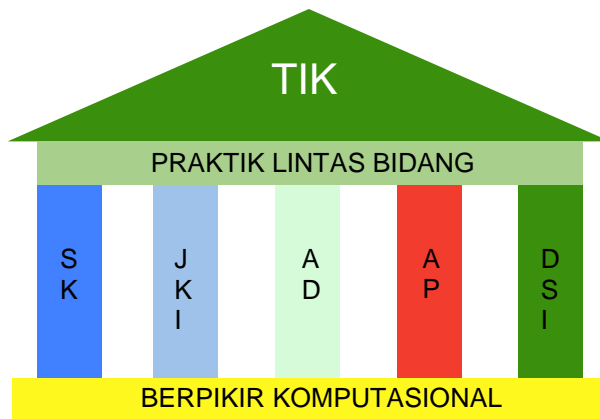 TIK
PRAKTIK LINTAS BIDANG
S
K
J
K
I
A
D
A
P
D
S
I
BERPIKIR KOMPUTASIONAL